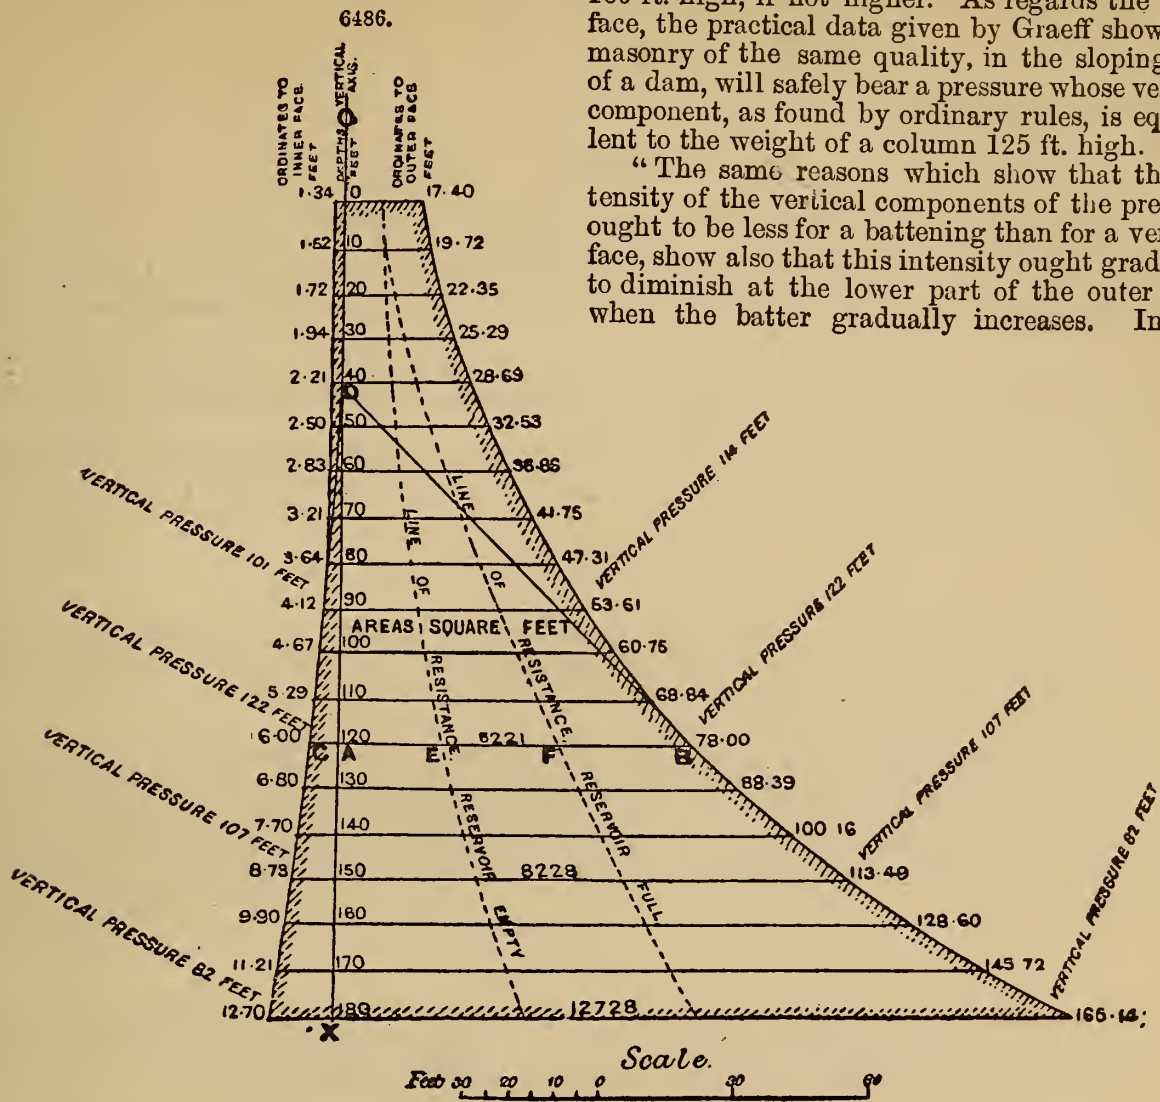 6486.
160 ft. high, if not higher. As regards the
face, the practical data given by Graeff show
masonry of the same quality, in the sloping
of a dam, will safely bear a pressure whose ve
component, as found by ordinary rules, is eq
lent to the weight of a column 125 ft. high.
“The same reasons which show that th
tensity of the vertical components of the pre
ought to be less for a battening than for a ver
face, show also that this intensity ought grad
to diminish at the lower part of the outer
when the batter gradually increases. In
ORDINATES TO
INNER FACE
FEET
DEPTHS
FEET
VERTICAL
AXIS.
O
ORDINATES TO
OUTER FACE
FEET
1.34 0 17.40
1.52 10 19.72
1.72 20 22.35
1.94 30 25.29
2.21 40 28.69
D
2.50 50 32.53
2.83 60 36.86
3.21 70 41.75
3.64 80 47.31
4.12 90 53.61
AREAS SQUARE FEET
4.67 100 60.75
5.29 110 68.84
6.00 120 78.00
C A E F B
6.80 130 88.39
7.70 140 100 16
8.73 150 8228 113.49
9.90 160 128.60
11.21 170 145 72
12.70 180 12728 165.14
X
VERTICAL PRESSURE 101 FEET
VERTICAL PRESSURE 122 FEET
VERTICAL PRESSURE 107 FEET
VERTICAL PRESSURE 82 FEET
VERTICAL PRESSURE 114 FEET
VERTICAL PRESSURE 122 FEET
VERTICAL PRESSURE 107 FEET
VERTICAL PRESSURE 82 FEET
LINE OF RESISTANCE. RESERVOIR EMPTY
LINE OF RESISTANCE. RESERVOIR FULL
Scale.
Feet 30 20 10 0 30 60